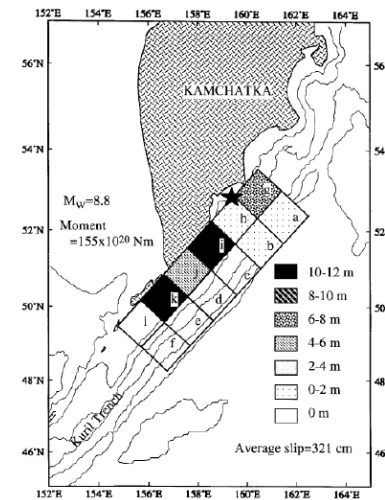 152°E 154°E 156°E 158°E 160°E 162°E 164°E
56°N 56
KAMCHATKA
54°N 54
Mw=8.8
Moment
=155x10²⁰ Nm
a
h
52°N 52
i
b
c
10-12 m
k
d
8-10 m
50°N 50
l
e
6-8 m
f
4-6 m
2-4 m
48°N 48
0-2 m
0 m
Kuril Trench
46°N 46
Average slip=321 cm
152°E 154°E 156°E 158°E 160°E 162°E 164°E